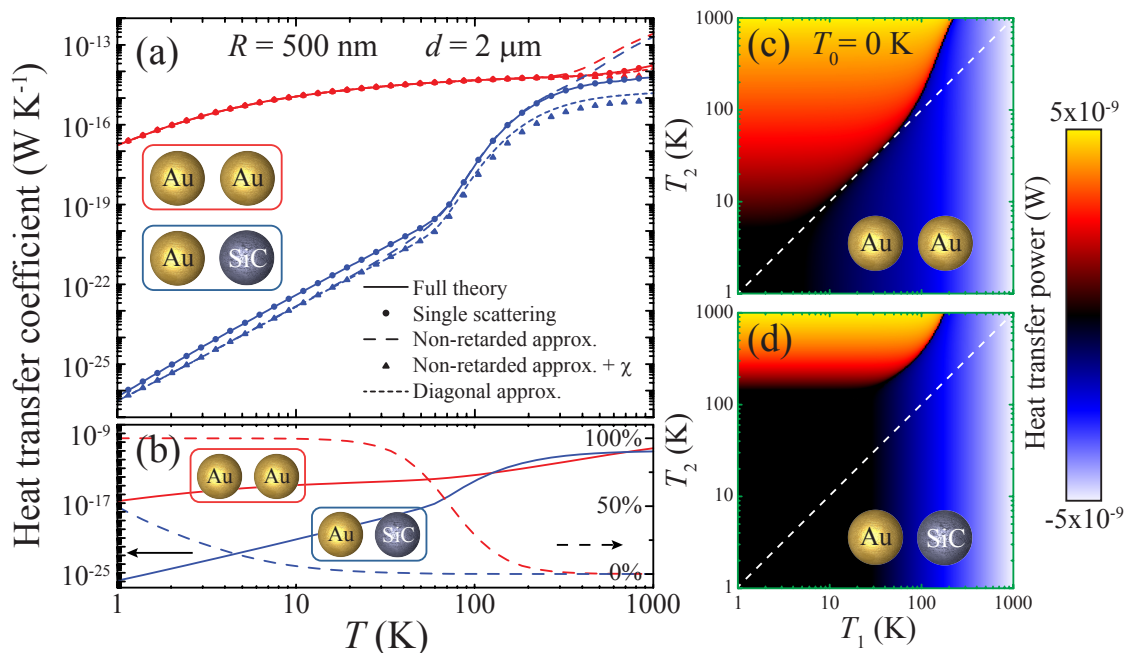 (a) R = 500 nm d = 2 μm
Heat transfer coefficient (W K⁻¹)
10⁻¹³
10⁻¹⁶
10⁻¹⁹
10⁻²²
10⁻²⁵
Au Au
Au SiC
Full theory
Single scattering
Non-retarded approx.
Non-retarded approx. + χ
Diagonal approx.
(b)
10⁻⁹
10⁻¹⁷
10⁻²⁵
100%
50%
0%
Au Au
Au SiC
1 10 100 1000
T (K)
(c) T₀= 0 K
1000
100
10
1
T₂ (K)
Au Au
(d)
1000
100
10
1
T₂ (K)
Au SiC
1 10 100 1000
T₁ (K)
5x10⁻⁹
Heat transfer power (W)
-5x10⁻⁹